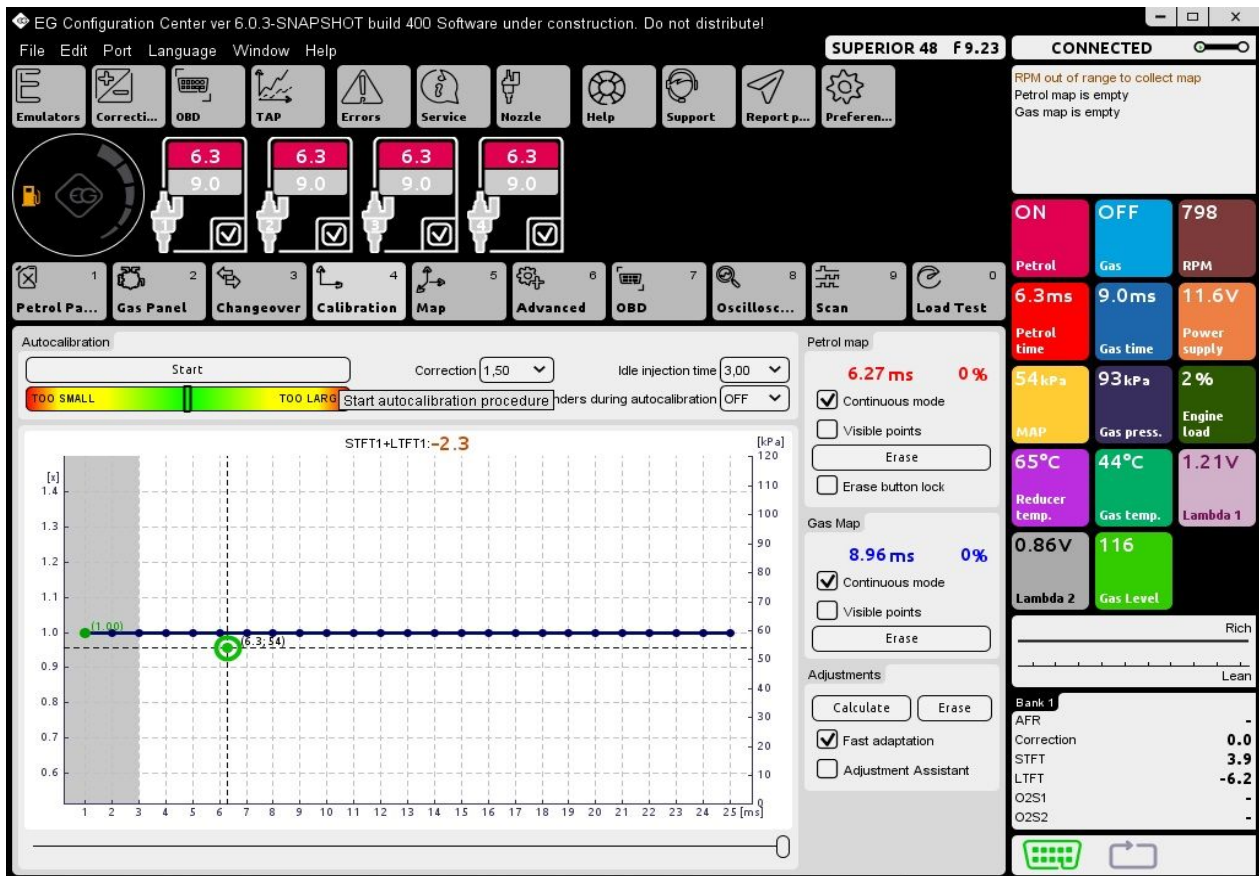 EG Configuration Center ver 6.0.3-SNAPSHOT build 400 Software under construction. Do not distribute!
File Edit Port Language Window Help
SUPERIOR 48 F 9.23
CONNECTED
RPM out of range to collect map
Petrol map is empty
Gas map is empty
Emulators Correcti... OBD TAP Errors Service Nozzle Help Support Report p... Preferen...
EG
6.3 6.3 6.3 6.3
9.0 9.0 9.0 9.0
1 2 3 4
ON OFF 798
Petrol Gas RPM
1 2 3 4 5 6 7 8 9 0
Petrol Pa... Gas Panel Changeover Calibration Map Advanced OBD Oscillosc... Scan Load Test
6.3ms 9.0ms 11.6V
Petrol time Gas time Power supply
54kPa 93kPa 2%
MAP Gas press. Engine load
65°C 44°C 1.21V
Reducer temp. Gas temp. Lambda 1
0.86V 116
Lambda 2 Gas Level
Rich
Lean
Bank 1
AFR -
Correction 0.0
STFT 3.9
LTFT -6.2
O2S1 -
O2S2 -
Autocalibration
Start
Correction 1,50
Idle injection time 3,00
TOO SMALL TOO LARG
Start autocalibration procedure
nders during autocalibration OFF
STFT1+LTFT1:-2.3
[x]
1.4
1.3
1.2
1.1
1.0
0.9
0.8
0.7
0.6
(1.00)
(6.3; 54)
[kPa]
120
110
100
90
80
70
60
50
40
30
20
10
0
1 2 3 4 5 6 7 8 9 10 11 12 13 14 15 16 17 18 19 20 21 22 23 24 25 [ms]
Petrol map
6.27 ms 0 %
Continuous mode
Visible points
Erase
Erase button lock
Gas Map
8.96 ms 0%
Continuous mode
Visible points
Erase
Adjustments
Calculate Erase
Fast adaptation
Adjustment Assistant